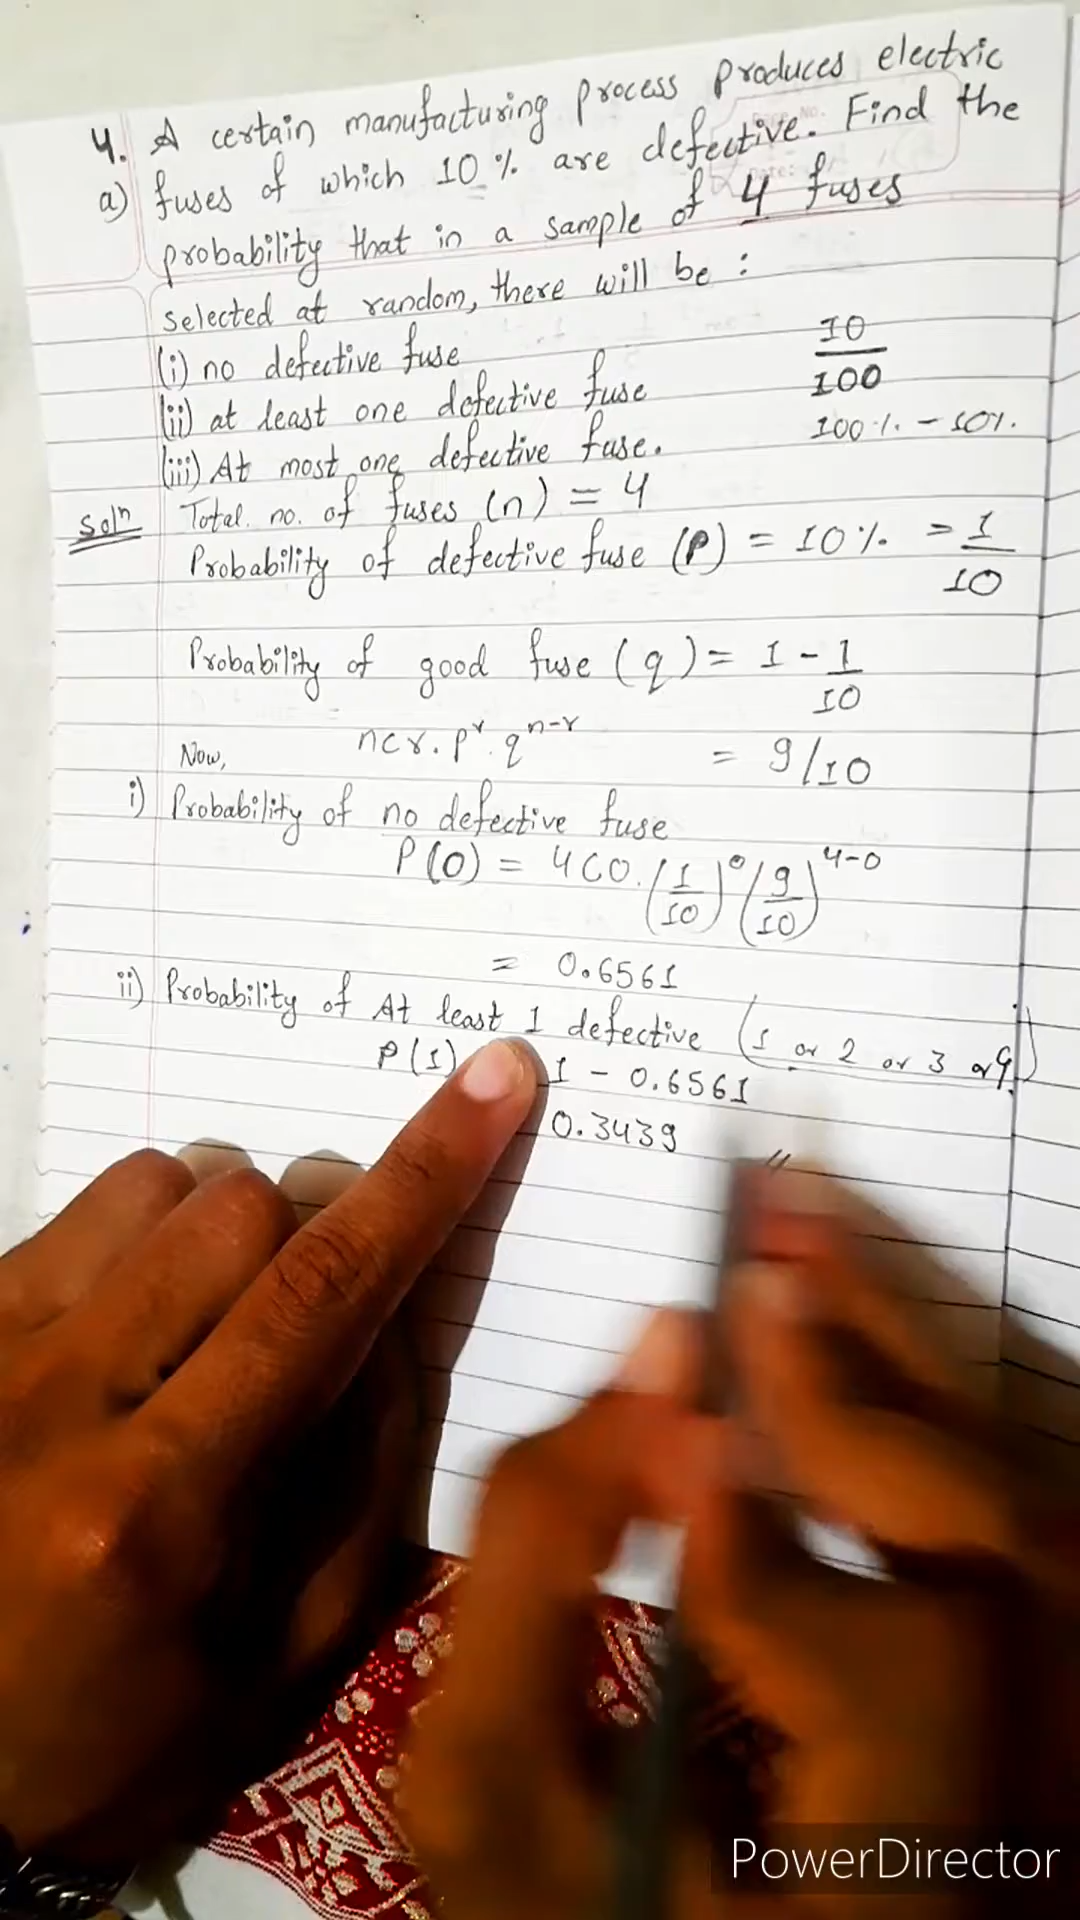 4. A certain manufacturing process produces electric
a) fuses of which 10% are defective. Find the
probability that in a sample of 4 fuses
selected at random, there will be :
(i) no defective fuse
10
100
(ii) at least one defective fuse
100% - 10%.
(iii) At most one defective fuse.
Soln Total. no. of fuses (n) = 4
Probability of defective fuse (P) = 10% = 1/10
Probability of good fuse (q) = 1 - 1/10
Now, ncr. p^r. q^n-r = 9/10
i) Probability of no defective fuse
P(0) = 4C0. (1/10)^0 (9/10)^4-0
= 0.6561
ii) Probability of At least 1 defective (1 or 2 or 3 or 4)
P(1) 1 - 0.6561
0.3439
PowerDirector